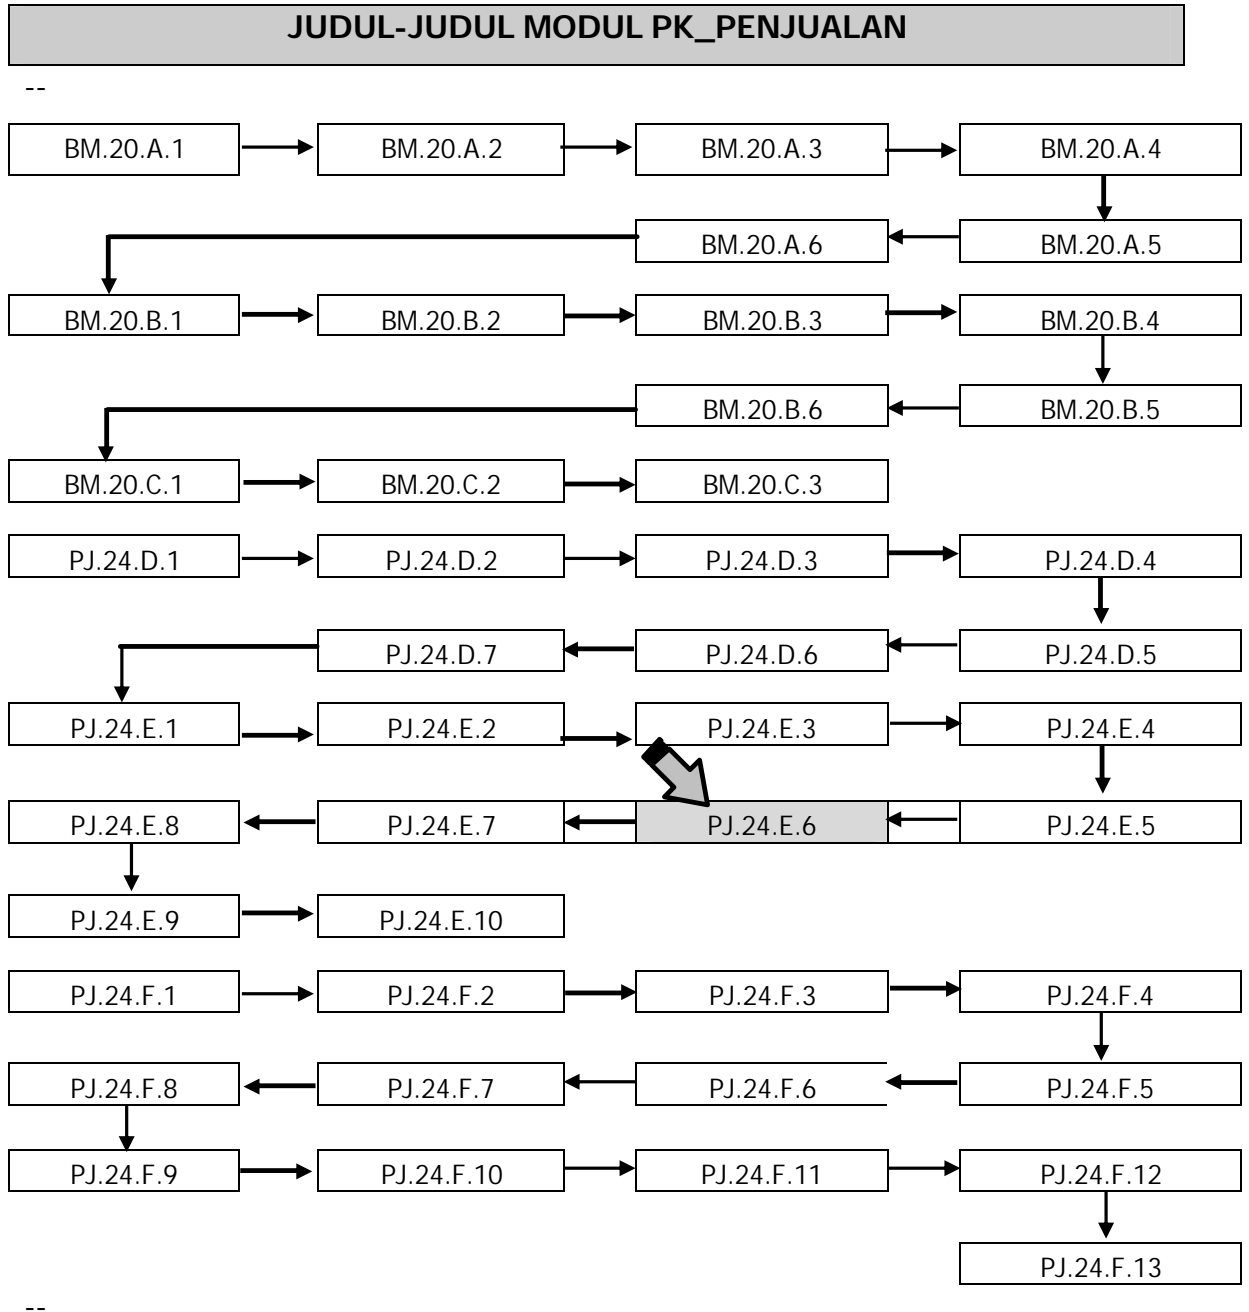 JUDUL-JUDUL MODUL PK_PENJUALAN
--
BM.20.A.1 BM.20.A.2 BM.20.A.3 BM.20.A.4
BM.20.A.6 BM.20.A.5
BM.20.B.1 BM.20.B.2 BM.20.B.3 BM.20.B.4
BM.20.B.6 BM.20.B.5
BM.20.C.1 BM.20.C.2 BM.20.C.3
PJ.24.D.1 PJ.24.D.2 PJ.24.D.3 PJ.24.D.4
PJ.24.D.7 PJ.24.D.6 PJ.24.D.5
PJ.24.E.1 PJ.24.E.2 PJ.24.E.3 PJ.24.E.4
PJ.24.E.8 PJ.24.E.7 PJ.24.E.6 PJ.24.E.5
PJ.24.E.9 PJ.24.E.10
PJ.24.F.1 PJ.24.F.2 PJ.24.F.3 PJ.24.F.4
PJ.24.F.8 PJ.24.F.7 PJ.24.F.6 PJ.24.F.5
PJ.24.F.9 PJ.24.F.10 PJ.24.F.11 PJ.24.F.12
PJ.24.F.13
--